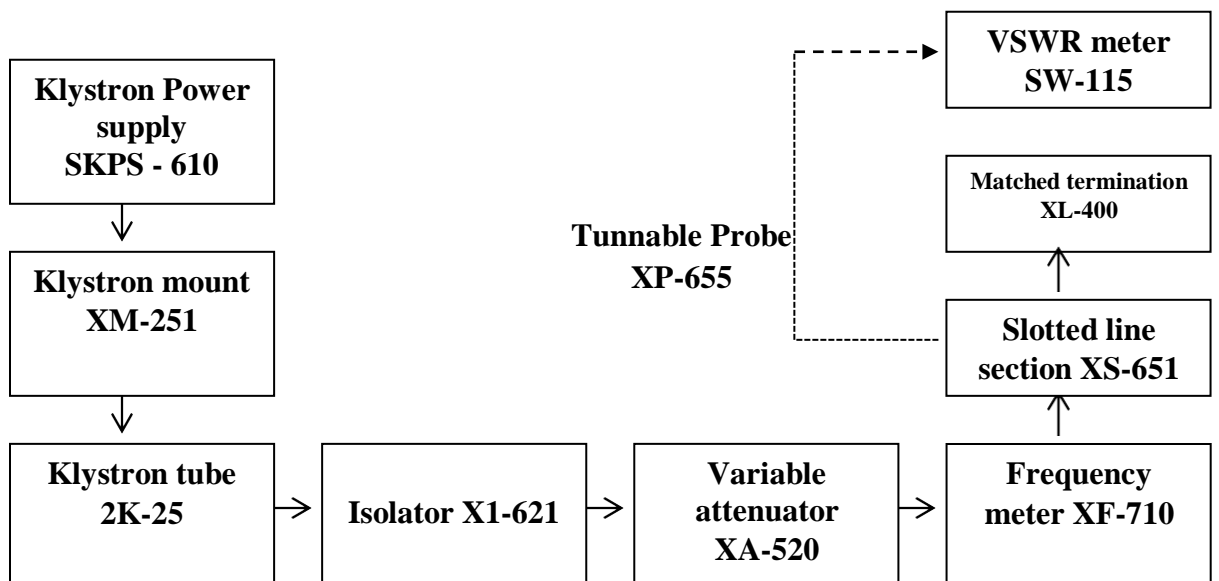 VSWR meter
SW-115
Klystron Power
supply
SKPS - 610
Matched termination
XL-400
Tunnable Probe
XP-655
Klystron mount
XM-251
Slotted line
section XS-651
Klystron tube
2K-25
Isolator X1-621
Variable
attenuator
XA-520
Frequency
meter XF-710